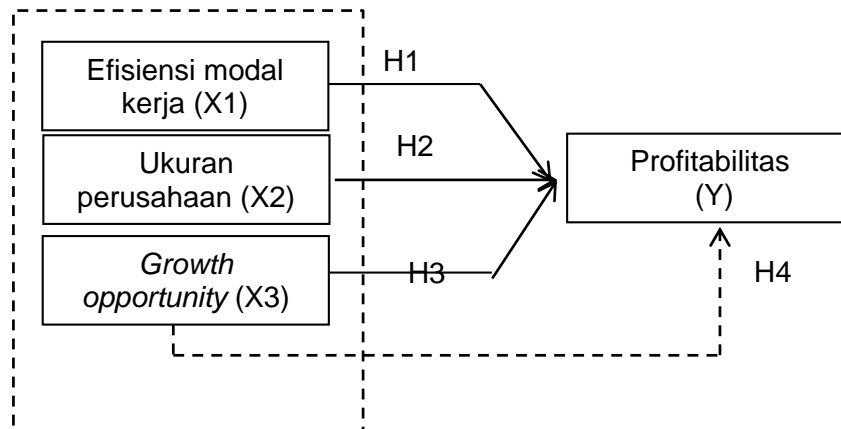 Efisiensi modal
kerja (X1)
H1
Ukuran
perusahaan (X2)
H2
Profitabilitas
(Y)
Growth
opportunity (X3)
H3
H4